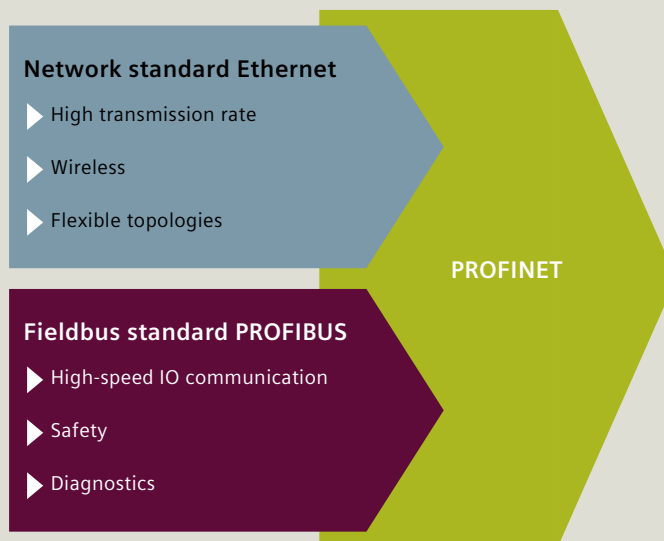 Network standard Ethernet
High transmission rate
Wireless
Flexible topologies
PROFINET
Fieldbus standard PROFIBUS
High-speed IO communication
Safety
Diagnostics